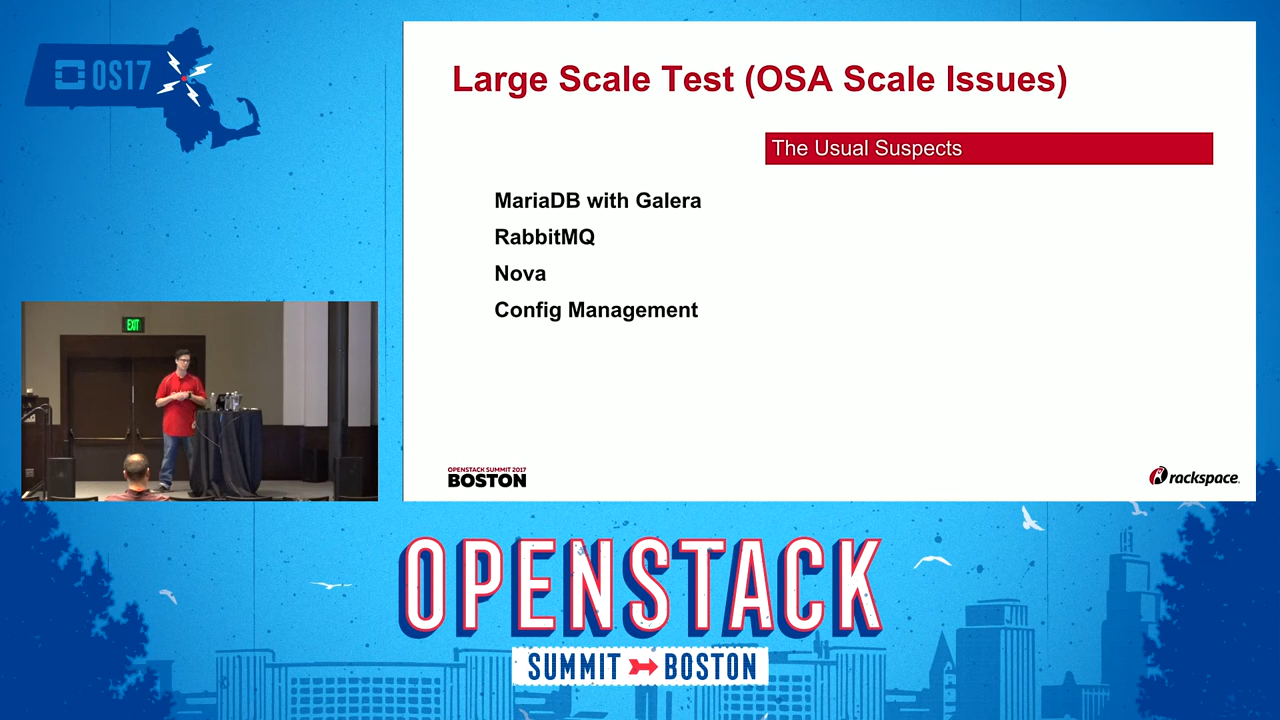 OS17
Large Scale Test (OSA Scale Issues)
The Usual Suspects
MariaDB with Galera
RabbitMQ
Nova
Config Management
EXIT
OPENSTACK SUMMIT 2017
BOSTON
rackspace.
OPENSTACK
SUMMIT BOSTON